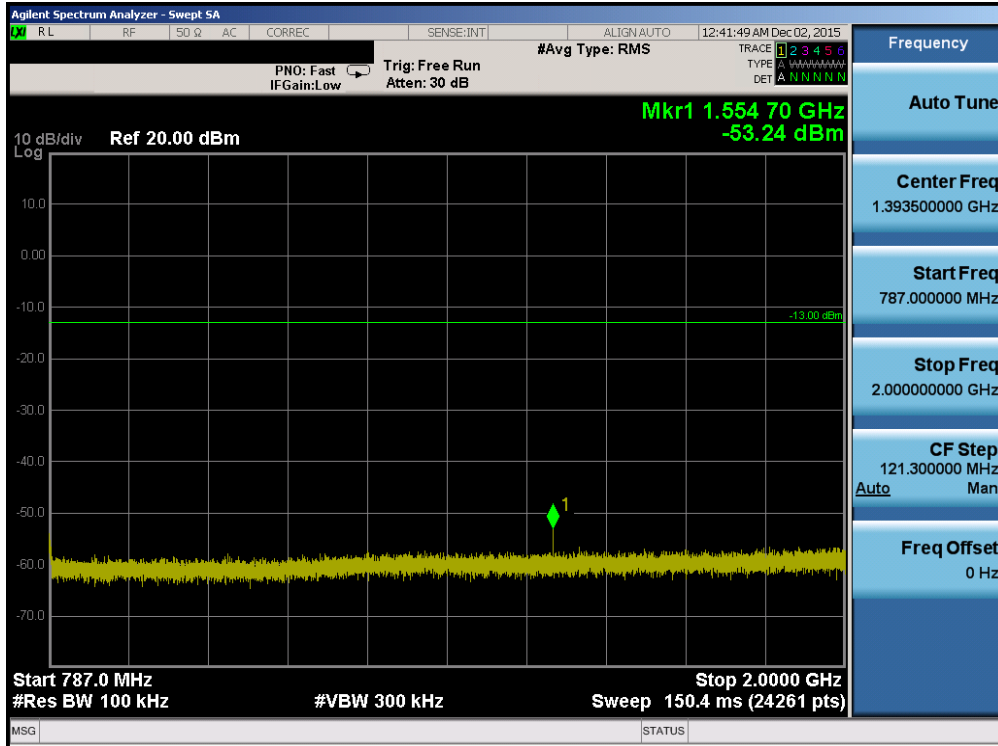 Agilent Spectrum Analyzer - Swept SA
LXI RL RF 50 Ω AC CORREC SENSE:INT ALIGN AUTO 12:41:49 AM Dec 02, 2015
#Avg Type: RMS TRACE 1 2 3 4 5 6
PNO: Fast Trig: Free Run TYPE A WWWWW
IFGain:Low Atten: 30 dB DET A N N N N N
Mkr1 1.554 70 GHz
-53.24 dBm
10 dB/div Ref 20.00 dBm
Log
10.0
0.00
-10.0
-13.00 dBm
-20.0
-30.0
-40.0
-50.0
1
-60.0
-70.0
Start 787.0 MHz Stop 2.0000 GHz
#Res BW 100 kHz #VBW 300 kHz Sweep 150.4 ms (24261 pts)
MSG STATUS
Frequency
Auto Tune
Center Freq
1.393500000 GHz
Start Freq
787.000000 MHz
Stop Freq
2.000000000 GHz
CF Step
121.300000 MHz
Auto Man
Freq Offset
0 Hz